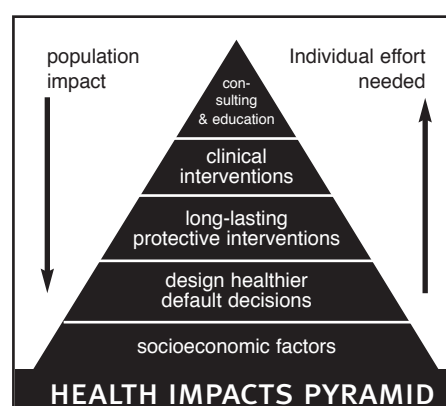 population
impact
Individual effort
needed
con-
sulting
& education
clinical
interventions
long-lasting
protective interventions
design healthier
default decisions
socioeconomic factors
HEALTH IMPACTS PYRAMID